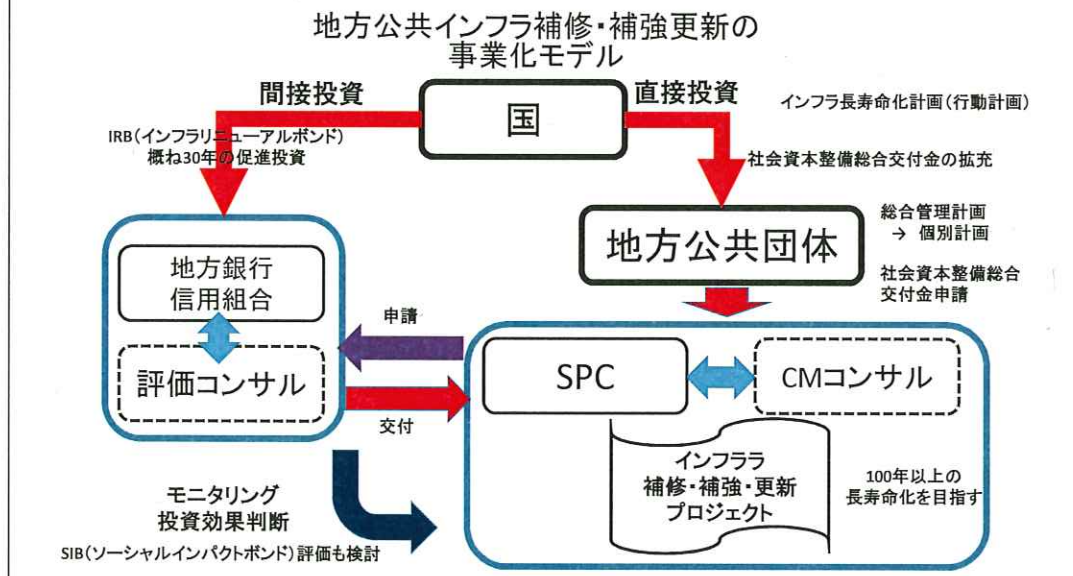 地方公共インフラ補修・補強更新の
事業化モデル
間接投資
国
直接投資
インフラ長寿命化計画(行動計画)
IRB(インフラリニューアルボンド)
概ね30年の促進投資
社会資本整備総合交付金の拡充
地方公共団体
総合管理計画
→ 個別計画
社会資本整備総合
交付金申請
地方銀行
信用組合
評価コンサル
申請
交付
SPC
CMコンサル
インフララ
補修・補強・更新
プロジェクト
100年以上の
長寿命化を目指す
モニタリング
投資効果判断
SIB(ソーシャルインパクトボンド)評価も検討